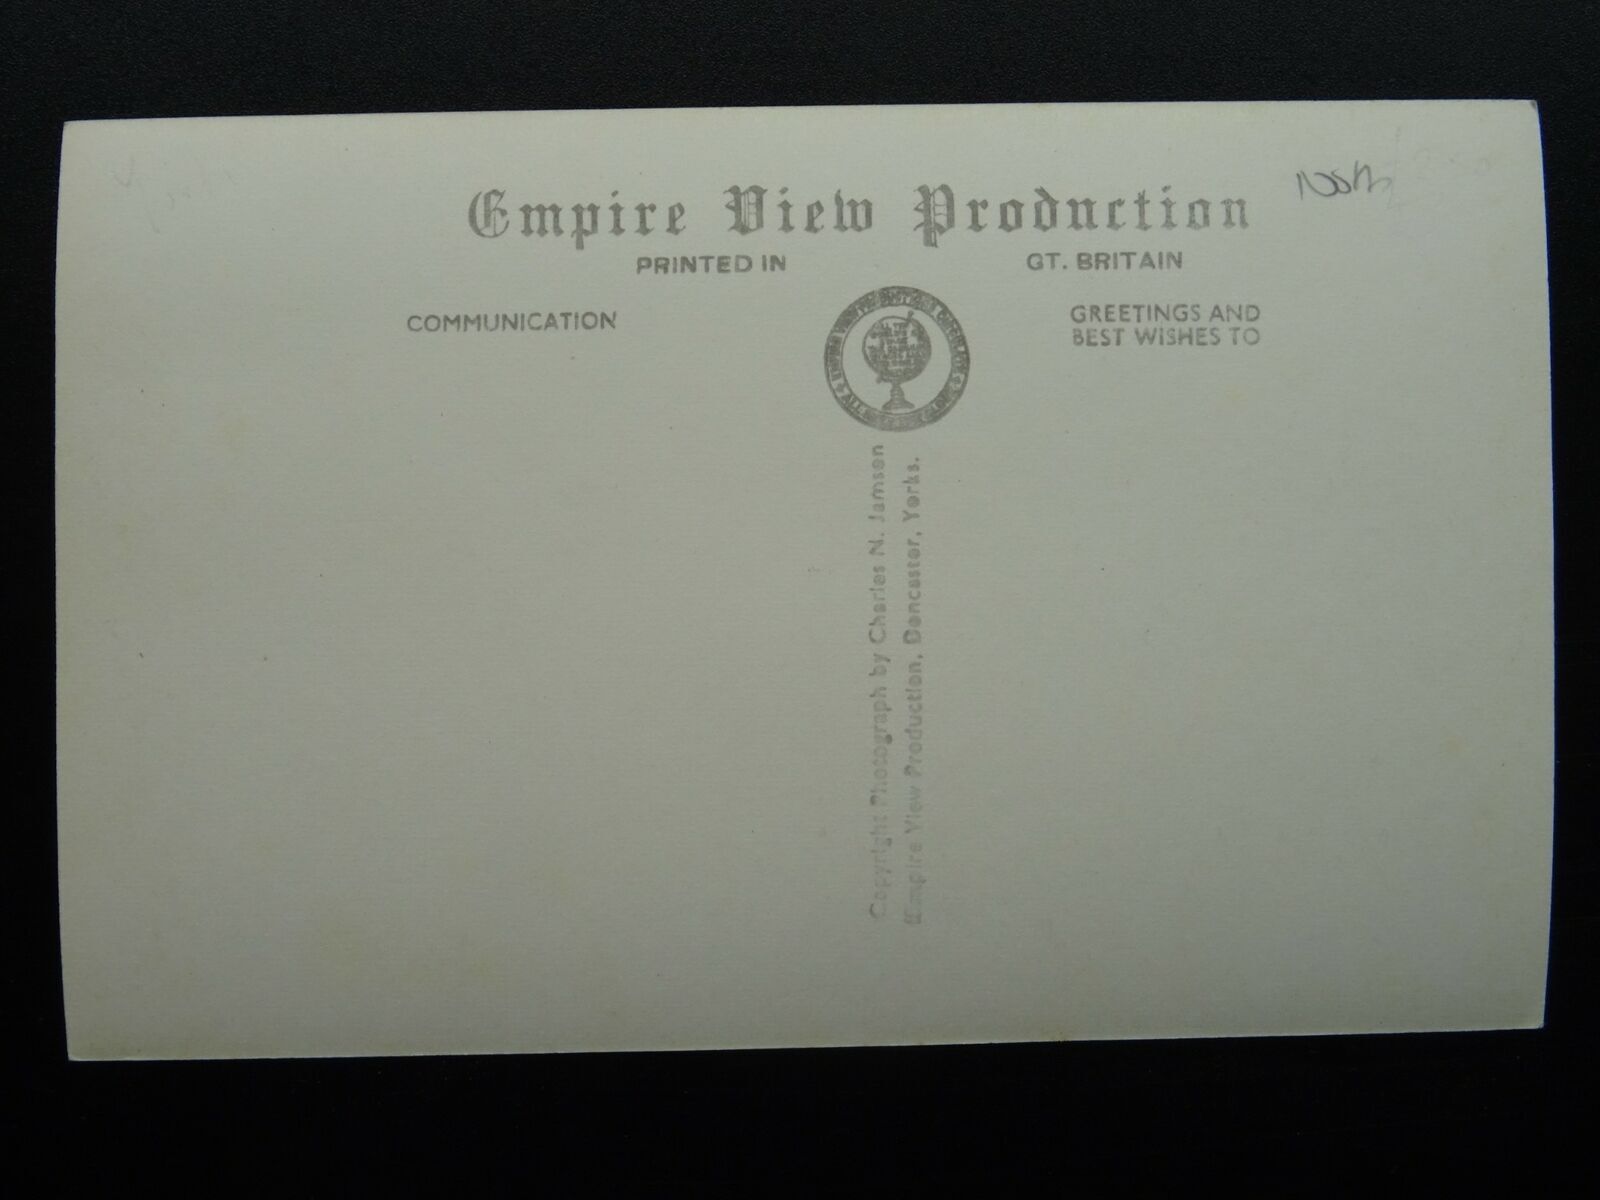 Empire View Production
PRINTED IN GT. BRITAIN
COMMUNICATION
GREETINGS AND
BEST WISHES TO
Copyright Photograph by Charles N. Jamson
Empire View Production, Doncaster, Yorks.